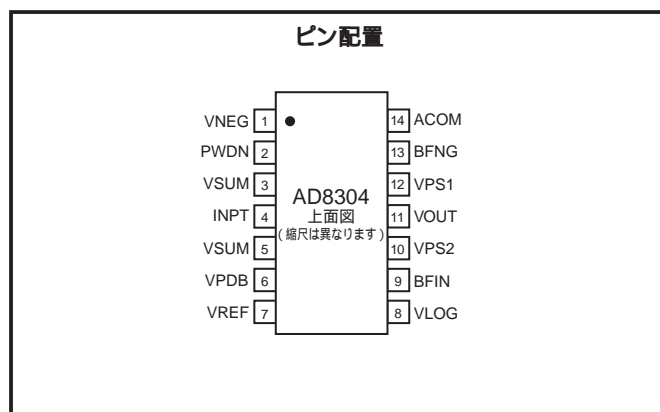 ピン配置
VNEG 1 14 ACOM
PWDN 2 13 BFNG
VSUM 3 12 VPS1
INPT 4 11 VOUT
VSUM 5 10 VPS2
VPDB 6 9 BFIN
VREF 7 8 VLOG
AD8304
上面図
(縮尺は異なります)